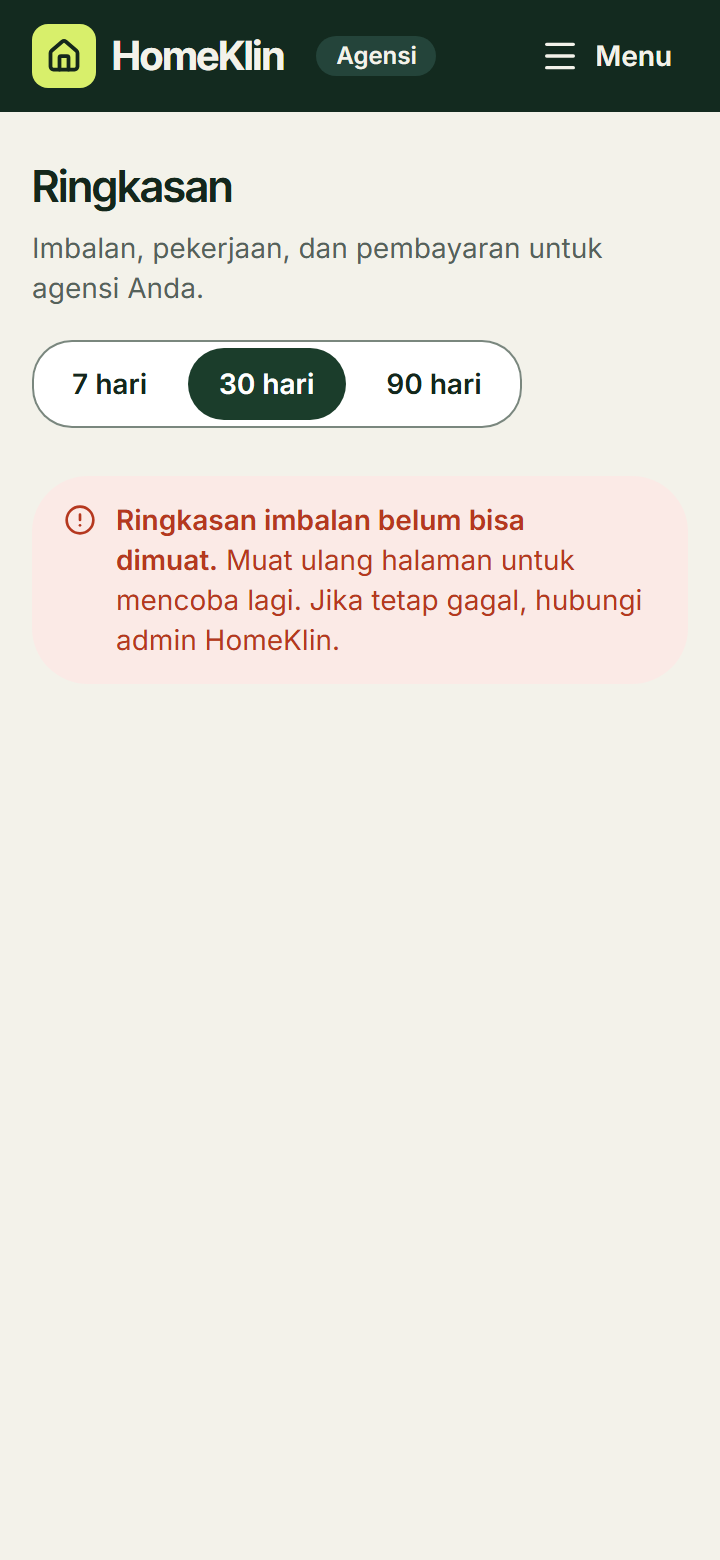 HomeKlin
Agensi
Menu
Ringkasan
Imbalan, pekerjaan, dan pembayaran untuk
agensi Anda.
7 hari
30 hari
90 hari
Ringkasan imbalan belum bisa
dimuat. Muat ulang halaman untuk
mencoba lagi. Jika tetap gagal, hubungi
admin HomeKlin.